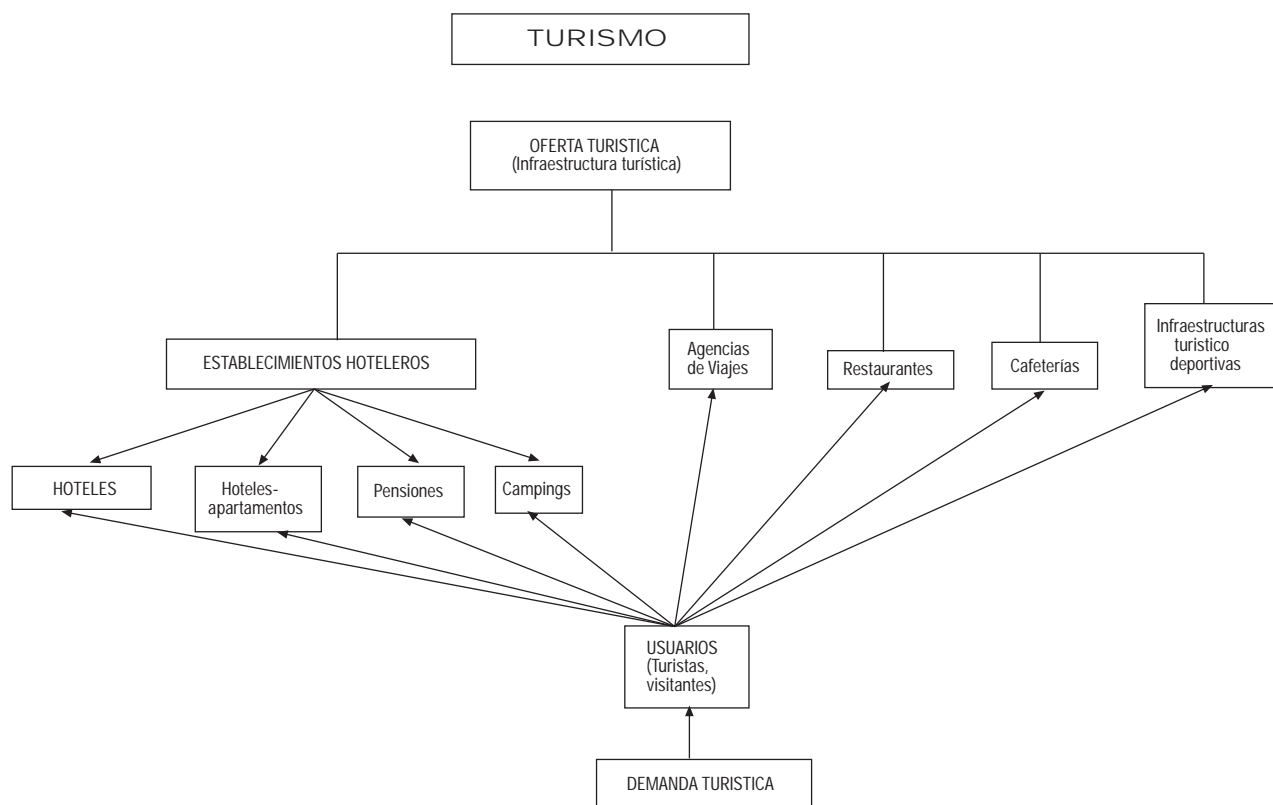 TURISMO
OFERTA TURISTICA
(Infraestructura turística)
ESTABLECIMIENTOS HOTELEROS
Agencias
de Viajes
Restaurantes
Cafeterías
Infraestructuras
turistico
deportivas
HOTELES
Hoteles-
apartamentos
Pensiones
Campings
USUARIOS
(Turistas,
visitantes)
DEMANDA TURISTICA